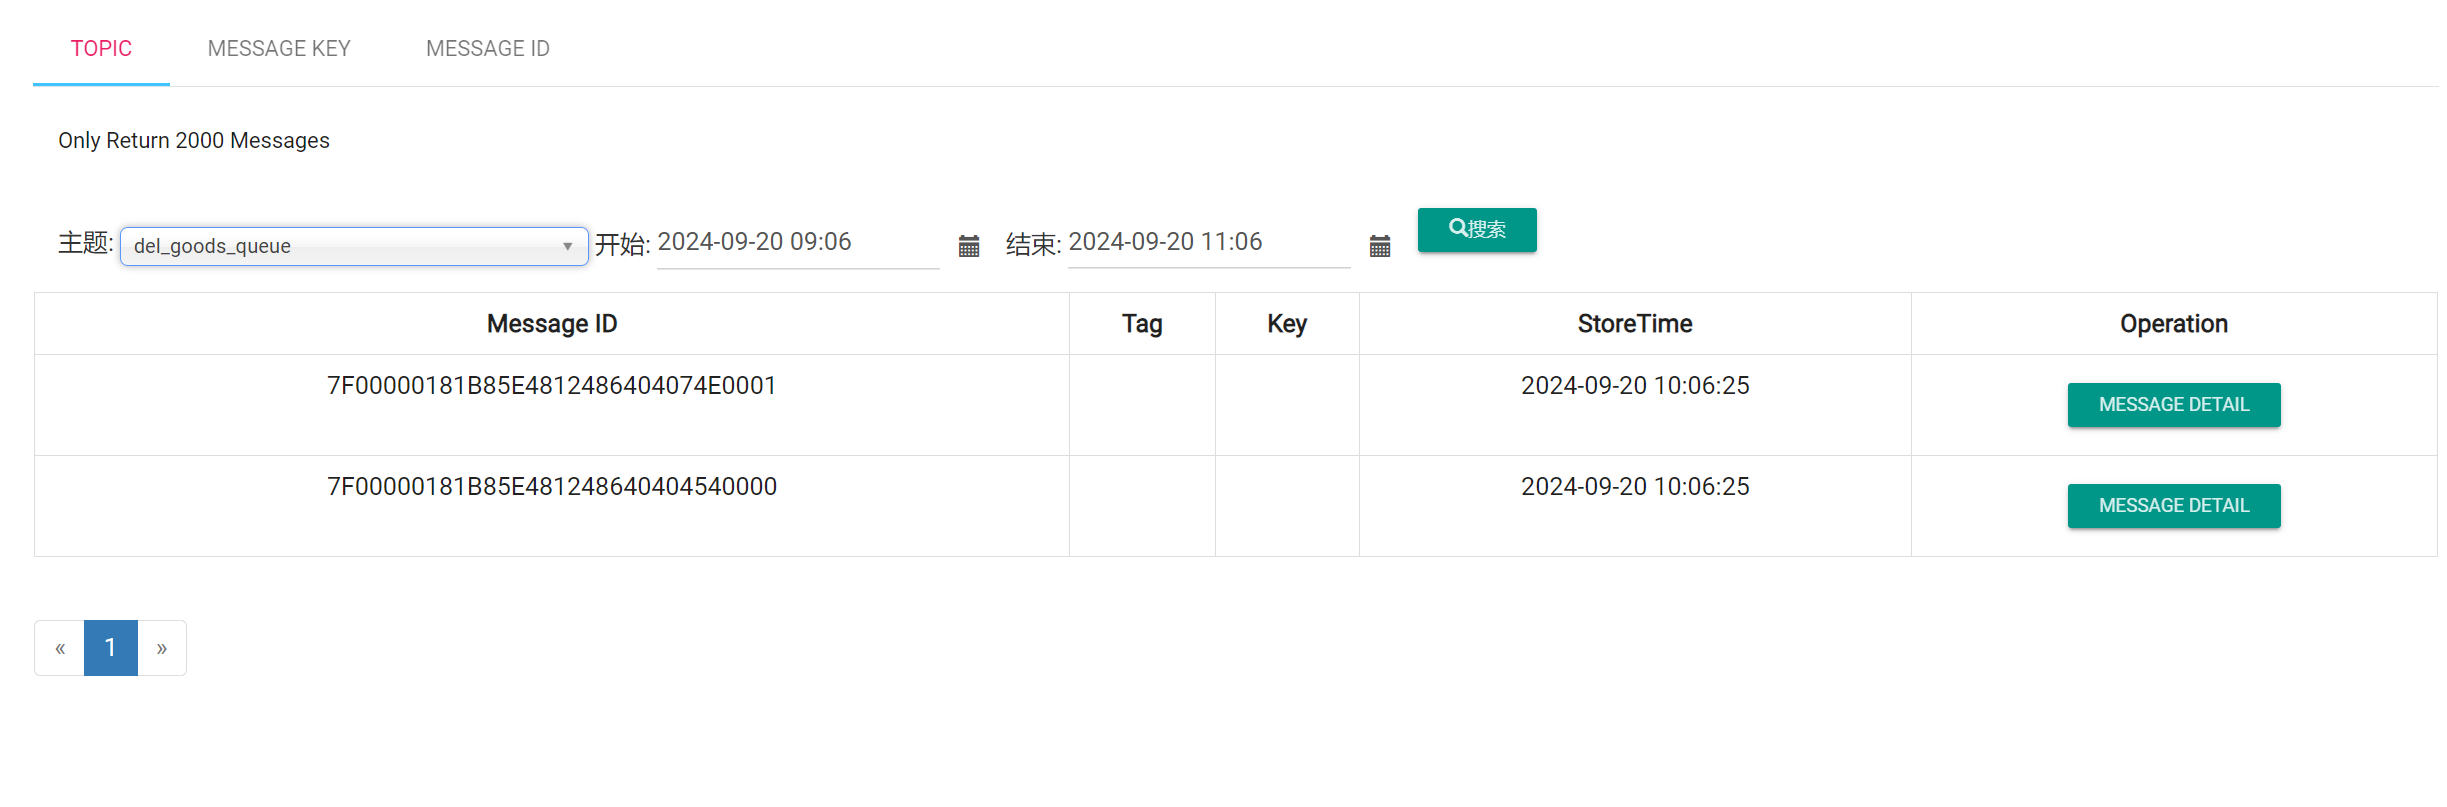 TOPIC MESSAGE KEY MESSAGE ID
Only Return 2000 Messages
主题: del_goods_queue 开始: 2024-09-20 09:06 结束: 2024-09-20 11:06 搜索
Message ID Tag Key StoreTime Operation
7F00000181B85E4812486404074E0001 2024-09-20 10:06:25 MESSAGE DETAIL
7F00000181B85E481248640404540000 2024-09-20 10:06:25 MESSAGE DETAIL
« 1 »